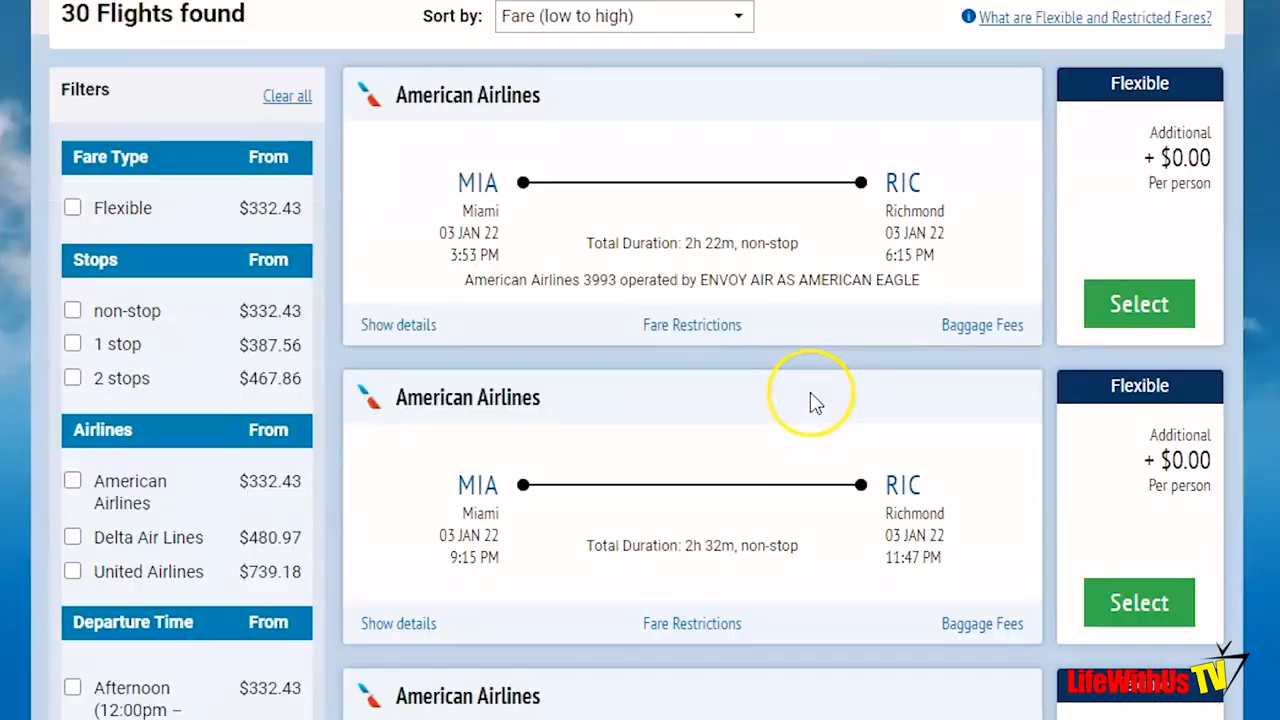 30 Flights found
Sort by:
Fare (low to high)
What are Flexible and Restricted Fares?
Filters
Clear all
Fare Type From
Flexible $332.43
Stops From
non-stop $332.43
1 stop $387.56
2 stops $467.86
Airlines From
American $332.43
Airlines
Delta Air Lines $480.97
United Airlines $739.18
Departure Time From
Afternoon $332.43
(12:00pm –
American Airlines
MIA
Miami
03 JAN 22
3:53 PM
Total Duration: 2h 22m, non-stop
RIC
Richmond
03 JAN 22
6:15 PM
American Airlines 3993 operated by ENVOY AIR AS AMERICAN EAGLE
Show details
Fare Restrictions
Baggage Fees
Flexible
Additional
+ $0.00
Per person
Select
American Airlines
MIA
Miami
03 JAN 22
9:15 PM
Total Duration: 2h 32m, non-stop
RIC
Richmond
03 JAN 22
11:47 PM
Show details
Fare Restrictions
Baggage Fees
Flexible
Additional
+ $0.00
Per person
Select
American Airlines
LifeWithUs TV